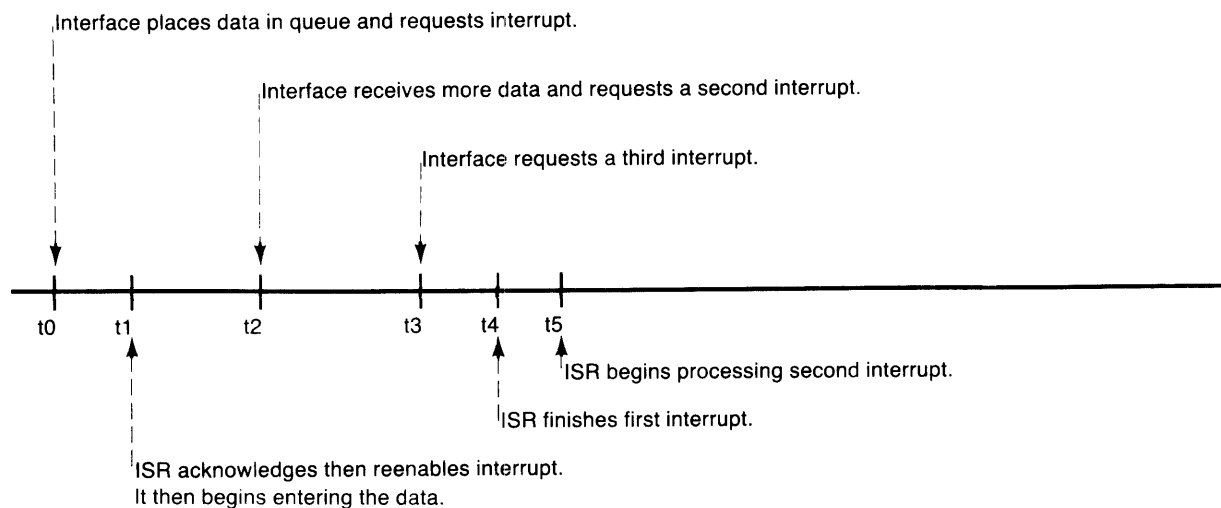 Interface places data in queue and requests interrupt.
Interface receives more data and requests a second interrupt.
Interface requests a third interrupt.
t0
t1
t2
t3
t4
t5
ISR begins processing second interrupt.
ISR finishes first interrupt.
ISR acknowledges then reenables interrupt.
It then begins entering the data.